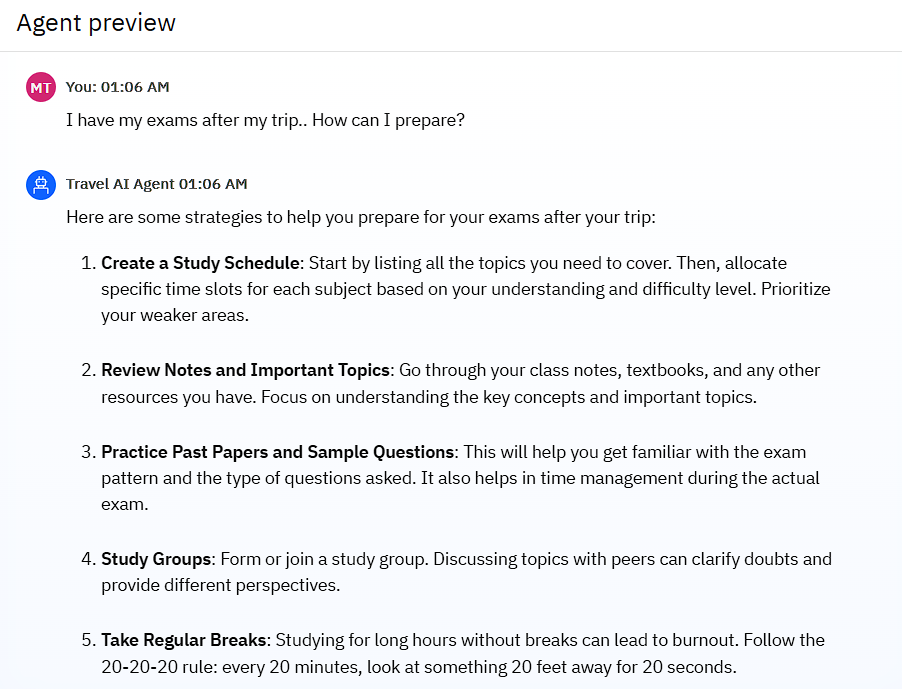 Agent preview
MT
You: 01:06 AM
I have my exams after my trip.. How can I prepare?
Travel AI Agent 01:06 AM
Here are some strategies to help you prepare for your exams after your trip:
1. Create a Study Schedule: Start by listing all the topics you need to cover. Then, allocate
specific time slots for each subject based on your understanding and difficulty level. Prioritize
your weaker areas.
2. Review Notes and Important Topics: Go through your class notes, textbooks, and any other
resources you have. Focus on understanding the key concepts and important topics.
3. Practice Past Papers and Sample Questions: This will help you get familiar with the exam
pattern and the type of questions asked. It also helps in time management during the actual
exam.
4. Study Groups: Form or join a study group. Discussing topics with peers can clarify doubts and
provide different perspectives.
5. Take Regular Breaks: Studying for long hours without breaks can lead to burnout. Follow the
20-20-20 rule: every 20 minutes, look at something 20 feet away for 20 seconds.